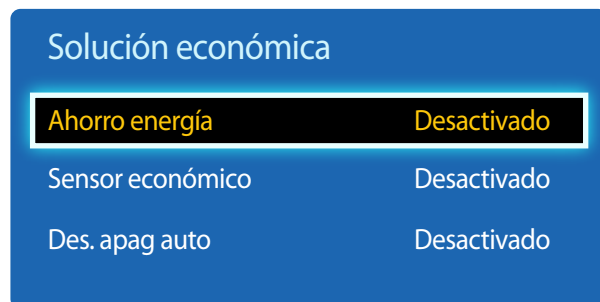 Solución económica
Ahorro energía Desactivado
Sensor económico Desactivado
Des. apag auto Desactivado